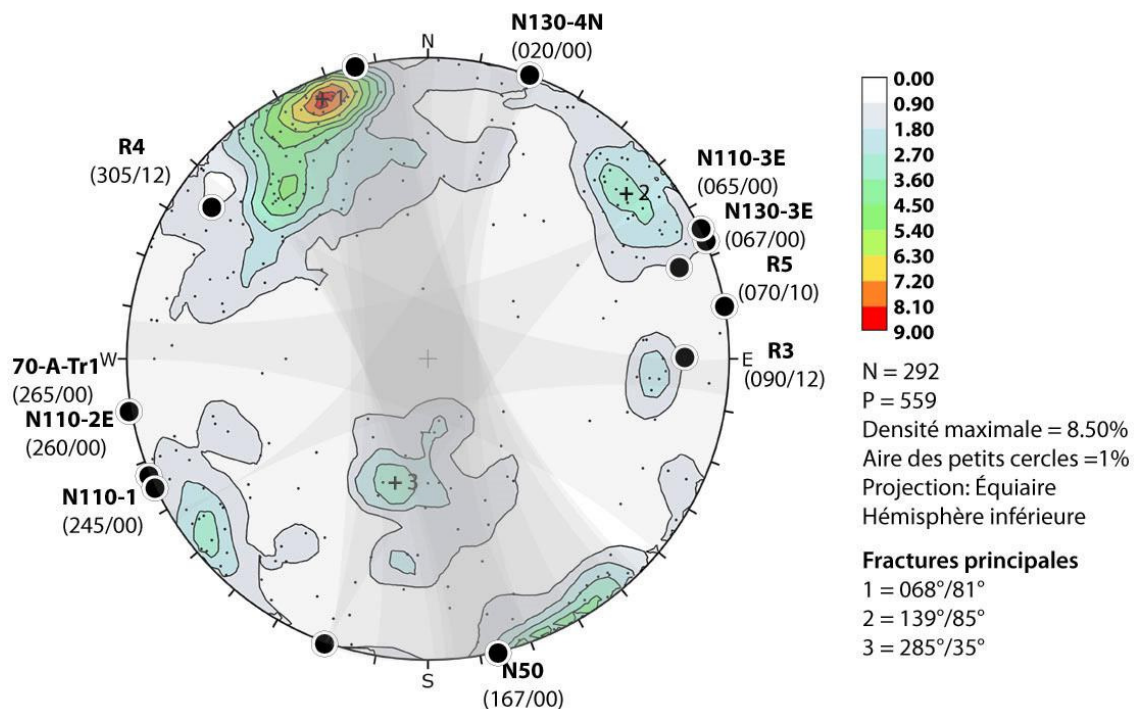 N130-4N
(020/00)
N
R4
(305/12)
1
2
N110-3E
(065/00)
N130-3E
(067/00)
R5
(070/10)
W
E
R3
(090/12)
70-A-Tr1
(265/00)
N110-2E
(260/00)
N110-1
(245/00)
3
S
N50
(167/00)
0.00
0.90
1.80
2.70
3.60
4.50
5.40
6.30
7.20
8.10
9.00
N = 292
P = 559
Densité maximale = 8.50%
Aire des petits cercles =1%
Projection: Équiaire
Hémisphère inférieure
Fractures principales
1 = 068°/81°
2 = 139°/85°
3 = 285°/35°